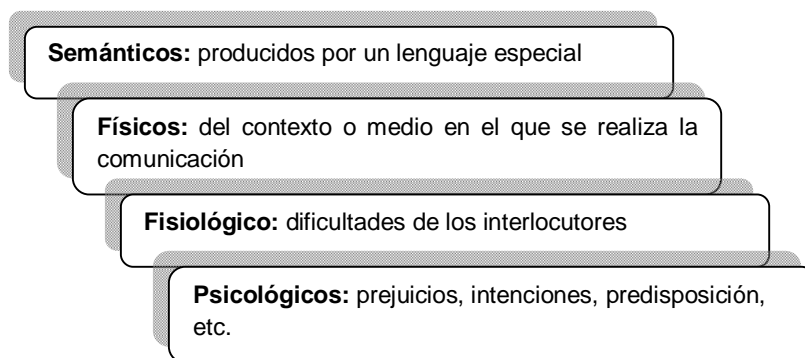 Semánticos: producidos por un lenguaje especial
Físicos: del contexto o medio en el que se realiza la
comunicación
Fisiológico: dificultades de los interlocutores
Psicológicos: prejuicios, intenciones, predisposición,
etc.